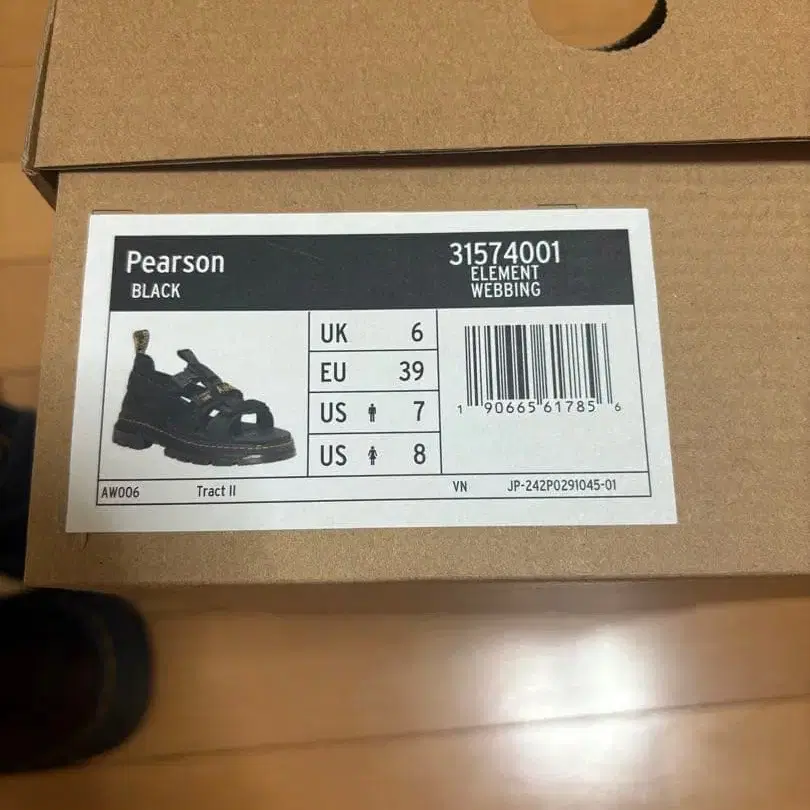 Pearson
BLACK
31574001
ELEMENT
WEBBING
UK 6
EU 39
US 7
US 8
1 90665 61785 6
AW006 Tract II VN JP-242P0291045-01